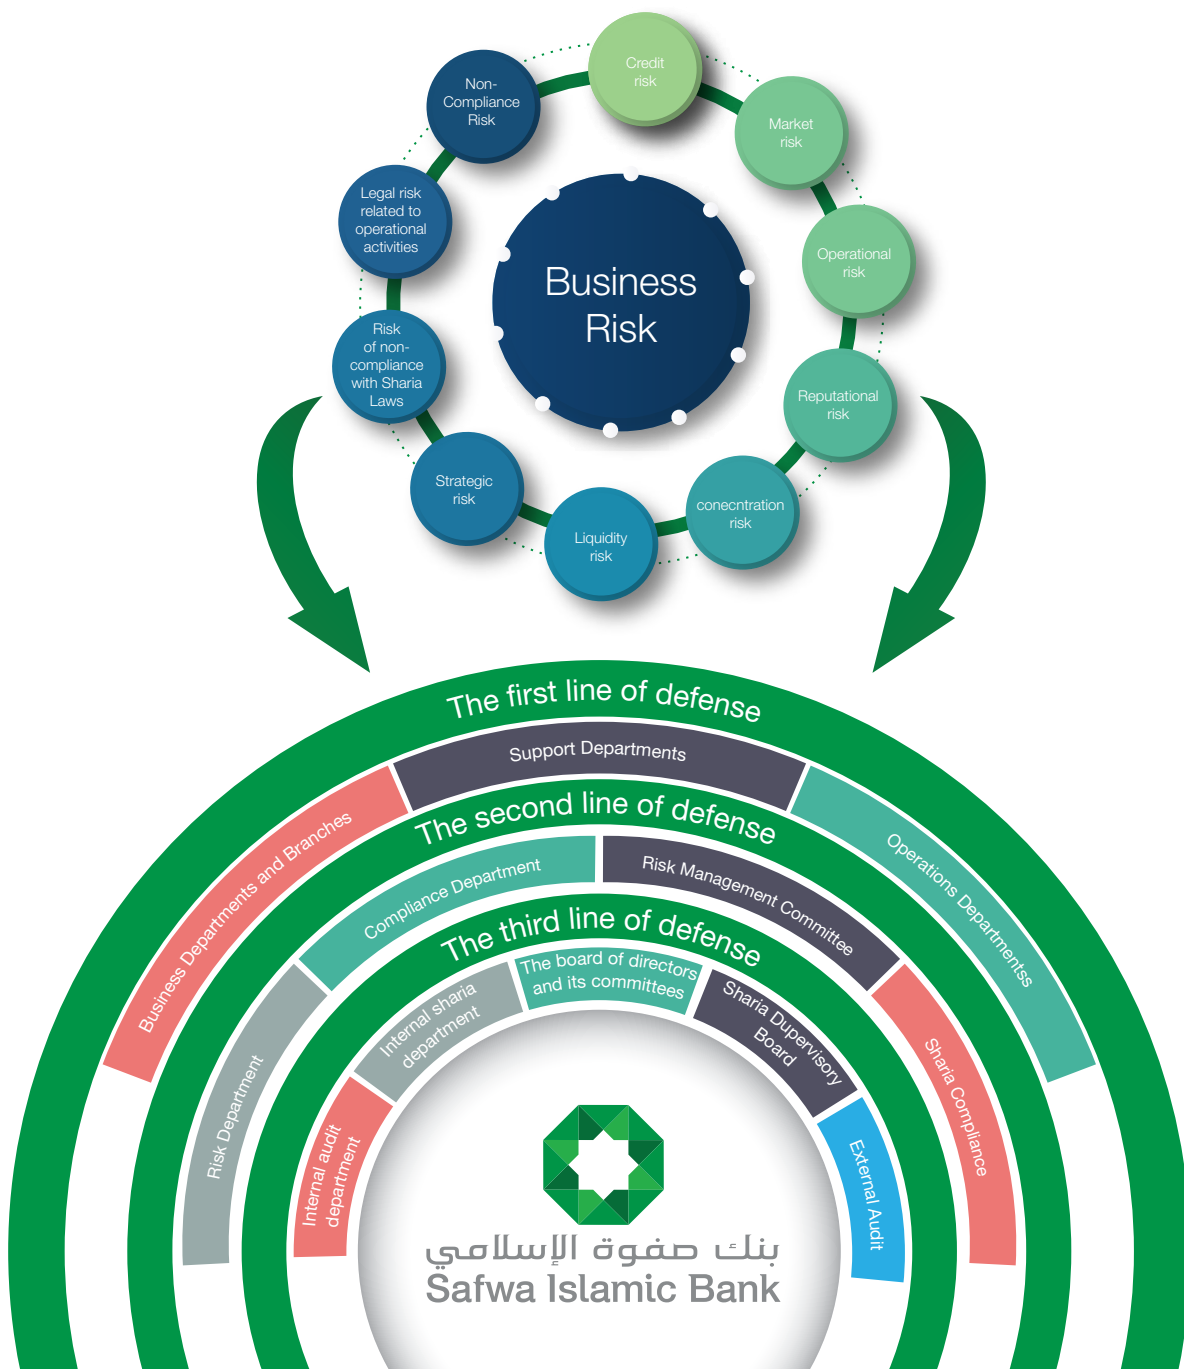 Credit
risk
Market
risk
Operational
risk
Reputational
risk
conecntration
risk
Liquidity
risk
Strategic
risk
Risk
of non-
compliance
with Sharia
Laws
Legal risk
related to
operational
activities
Non-
Compliance
Risk
Business
Risk
The first line of defense
Business Departments and Branches
Support Departments
Operations Departmentss
The second line of defense
Risk Department
Compliance Department
Risk Management Committee
Sharia Compliance
The third line of defense
Internal audit
department
Internal sharia
department
The board of directors
and its committees
Sharia Dupervisory
Board
External Audit
بنك صفوة الإسلامي
Safwa Islamic Bank